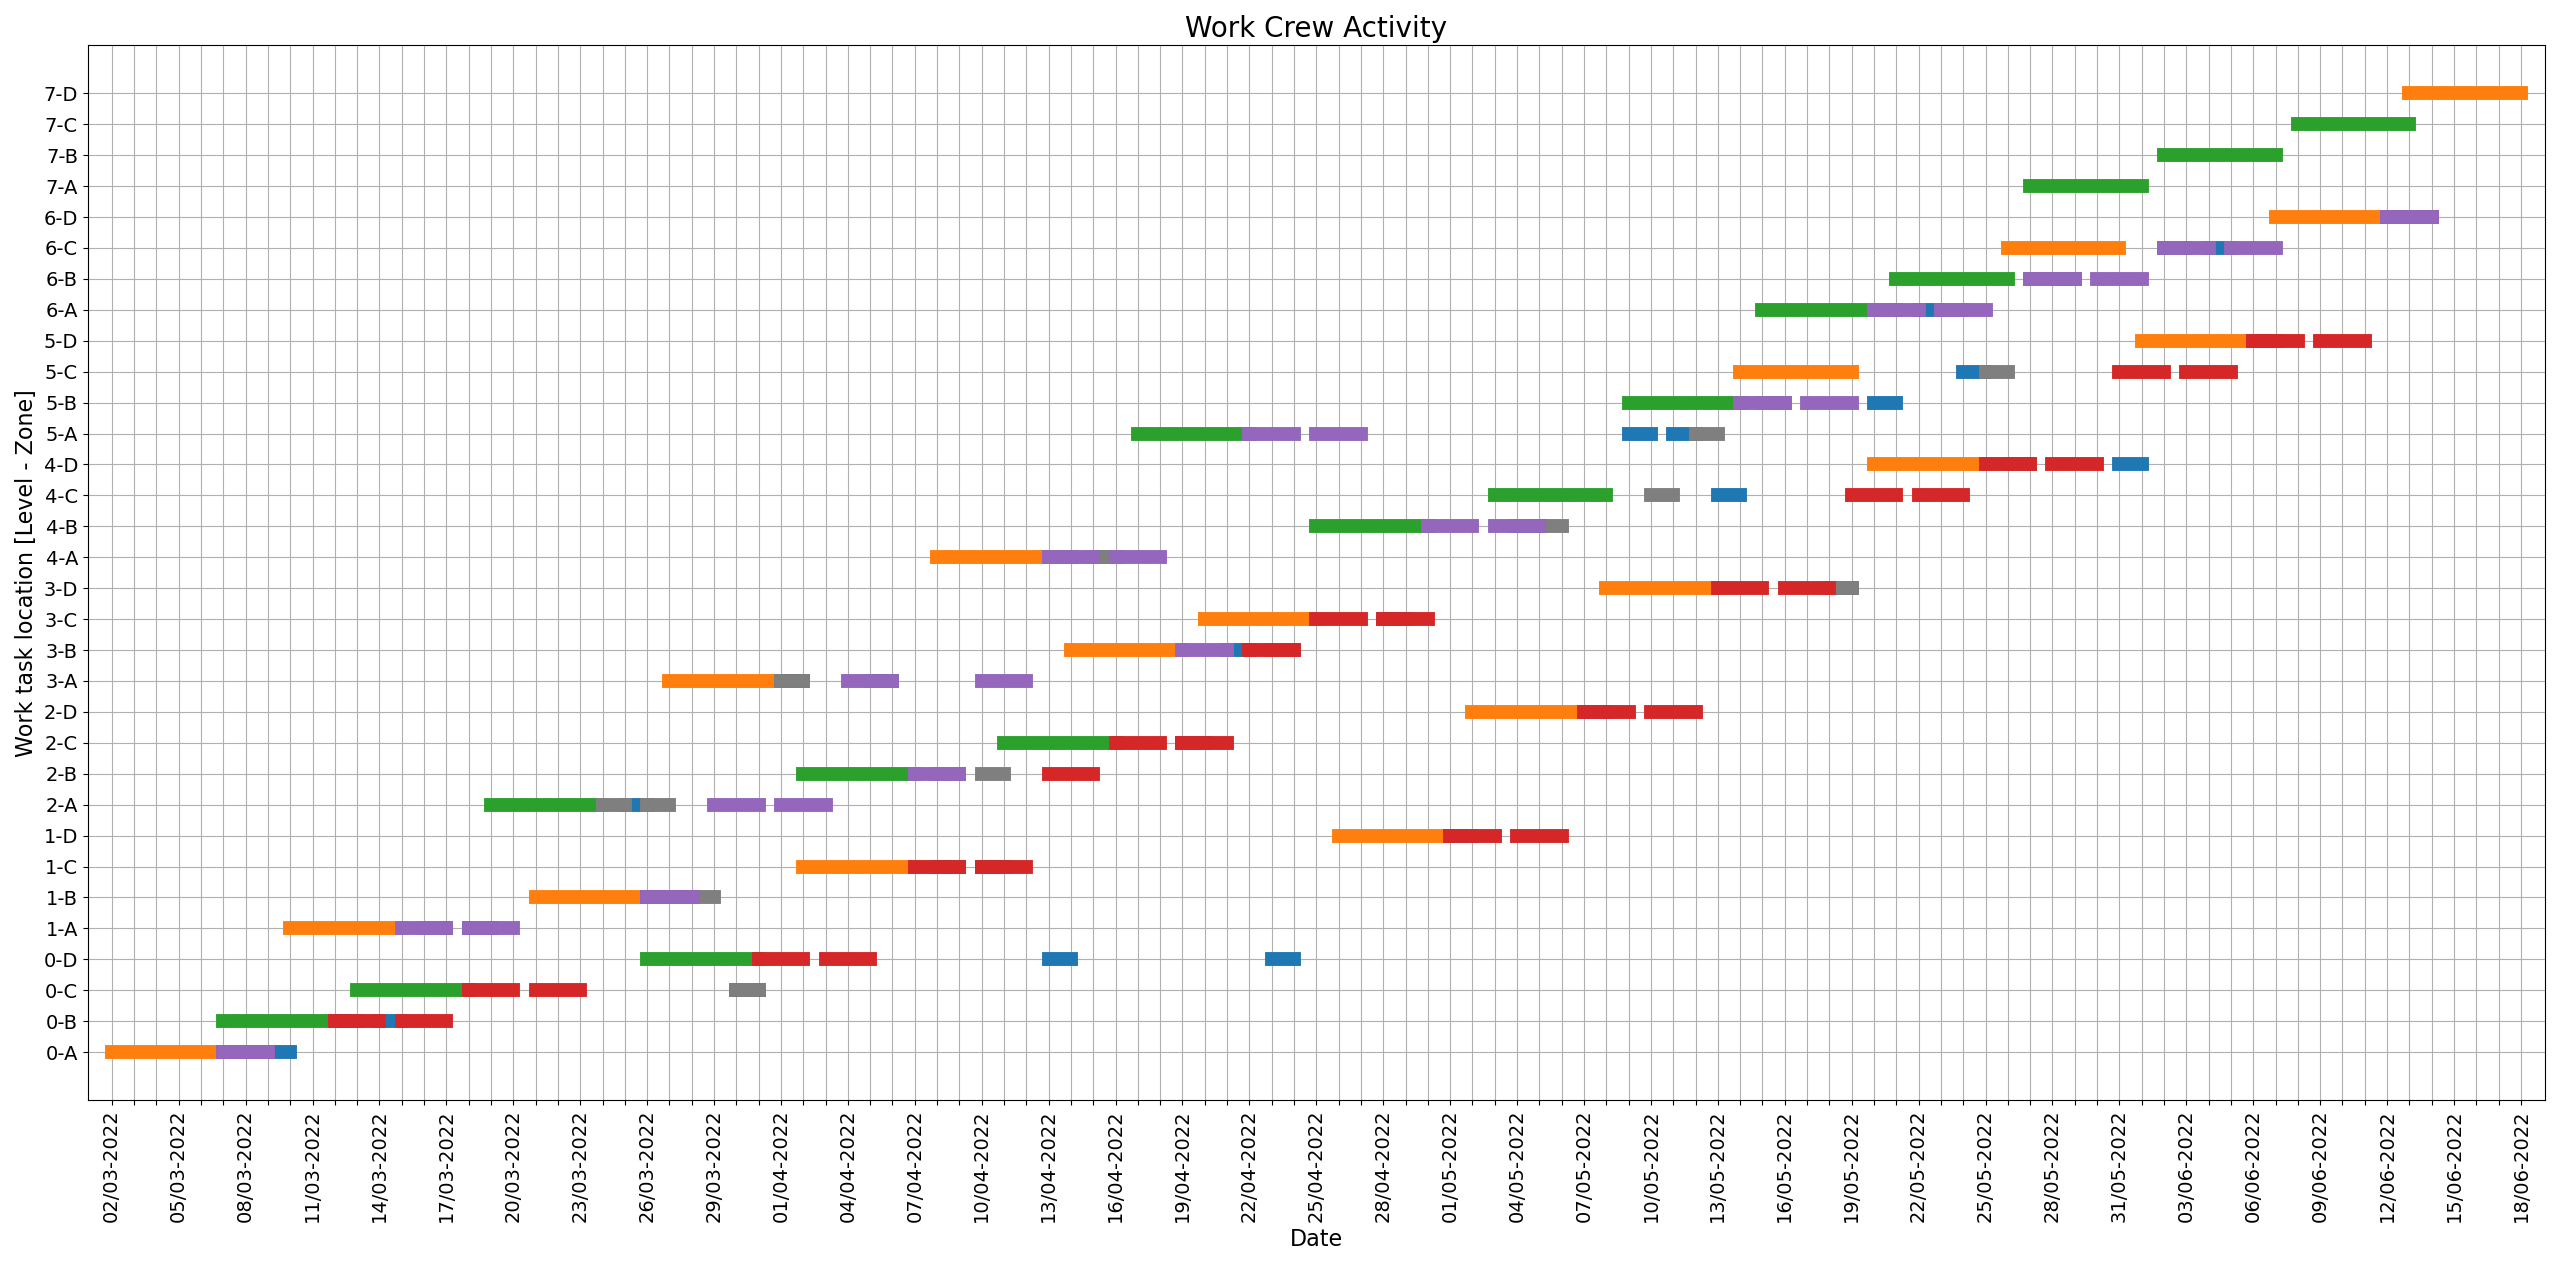 Work Crew Activity
Work task location [Level - Zone]
7-D
7-C
7-B
7-A
6-D
6-C
6-B
6-A
5-D
5-C
5-B
5-A
4-D
4-C
4-B
4-A
3-D
3-C
3-B
3-A
2-D
2-C
2-B
2-A
1-D
1-C
1-B
1-A
0-D
0-C
0-B
0-A
02/03-2022
05/03-2022
08/03-2022
11/03-2022
14/03-2022
17/03-2022
20/03-2022
23/03-2022
26/03-2022
29/03-2022
01/04-2022
04/04-2022
07/04-2022
10/04-2022
13/04-2022
16/04-2022
19/04-2022
22/04-2022
25/04-2022
28/04-2022
01/05-2022
04/05-2022
07/05-2022
10/05-2022
13/05-2022
16/05-2022
19/05-2022
22/05-2022
25/05-2022
28/05-2022
31/05-2022
03/06-2022
06/06-2022
09/06-2022
12/06-2022
15/06-2022
18/06-2022
Date